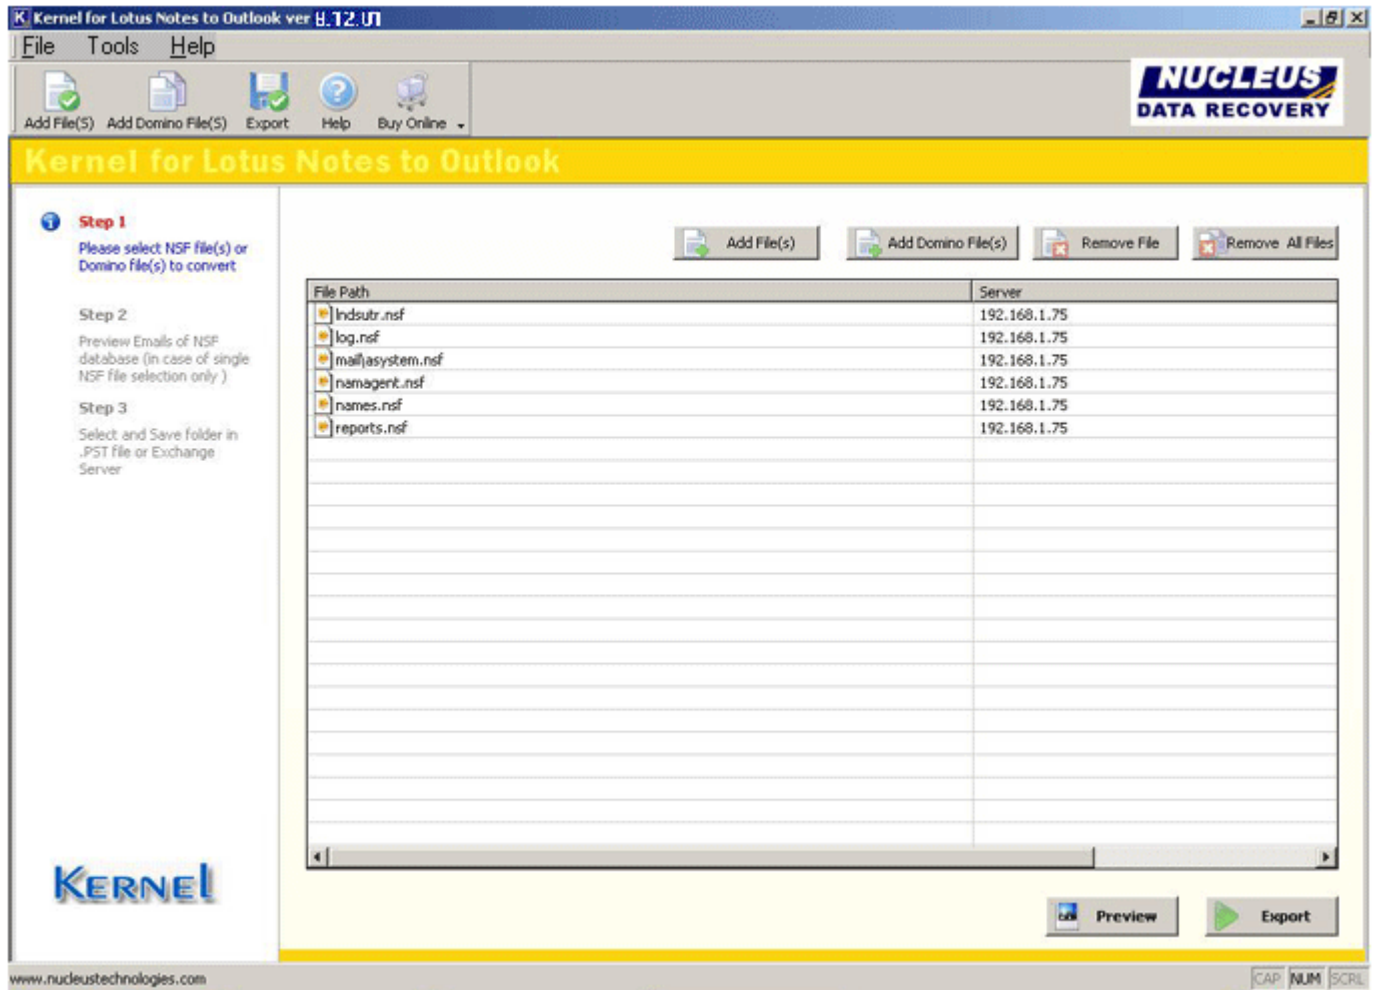 Kernel for Lotus Notes to Outlook ver 8.12.01
File Tools Help
Add File(S) Add Domino File(S) Export Help Buy Online
NUCLEUS
DATA RECOVERY
Kernel for Lotus Notes to Outlook
Step 1
Please select NSF file(s) or
Domino file(s) to convert
Step 2
Preview Emails of NSF
database (in case of single
NSF file selection only )
Step 3
Select and Save folder in
.PST file or Exchange
Server
KERNEl
Add File(s) Add Domino File(s) Remove File Remove All Files
File Path Server
lndsutr.nsf 192.168.1.75
log.nsf 192.168.1.75
mail\asystem.nsf 192.168.1.75
namagent.nsf 192.168.1.75
names.nsf 192.168.1.75
reports.nsf 192.168.1.75
Preview Export
www.nucleustechnologies.com CAP NUM SCRL